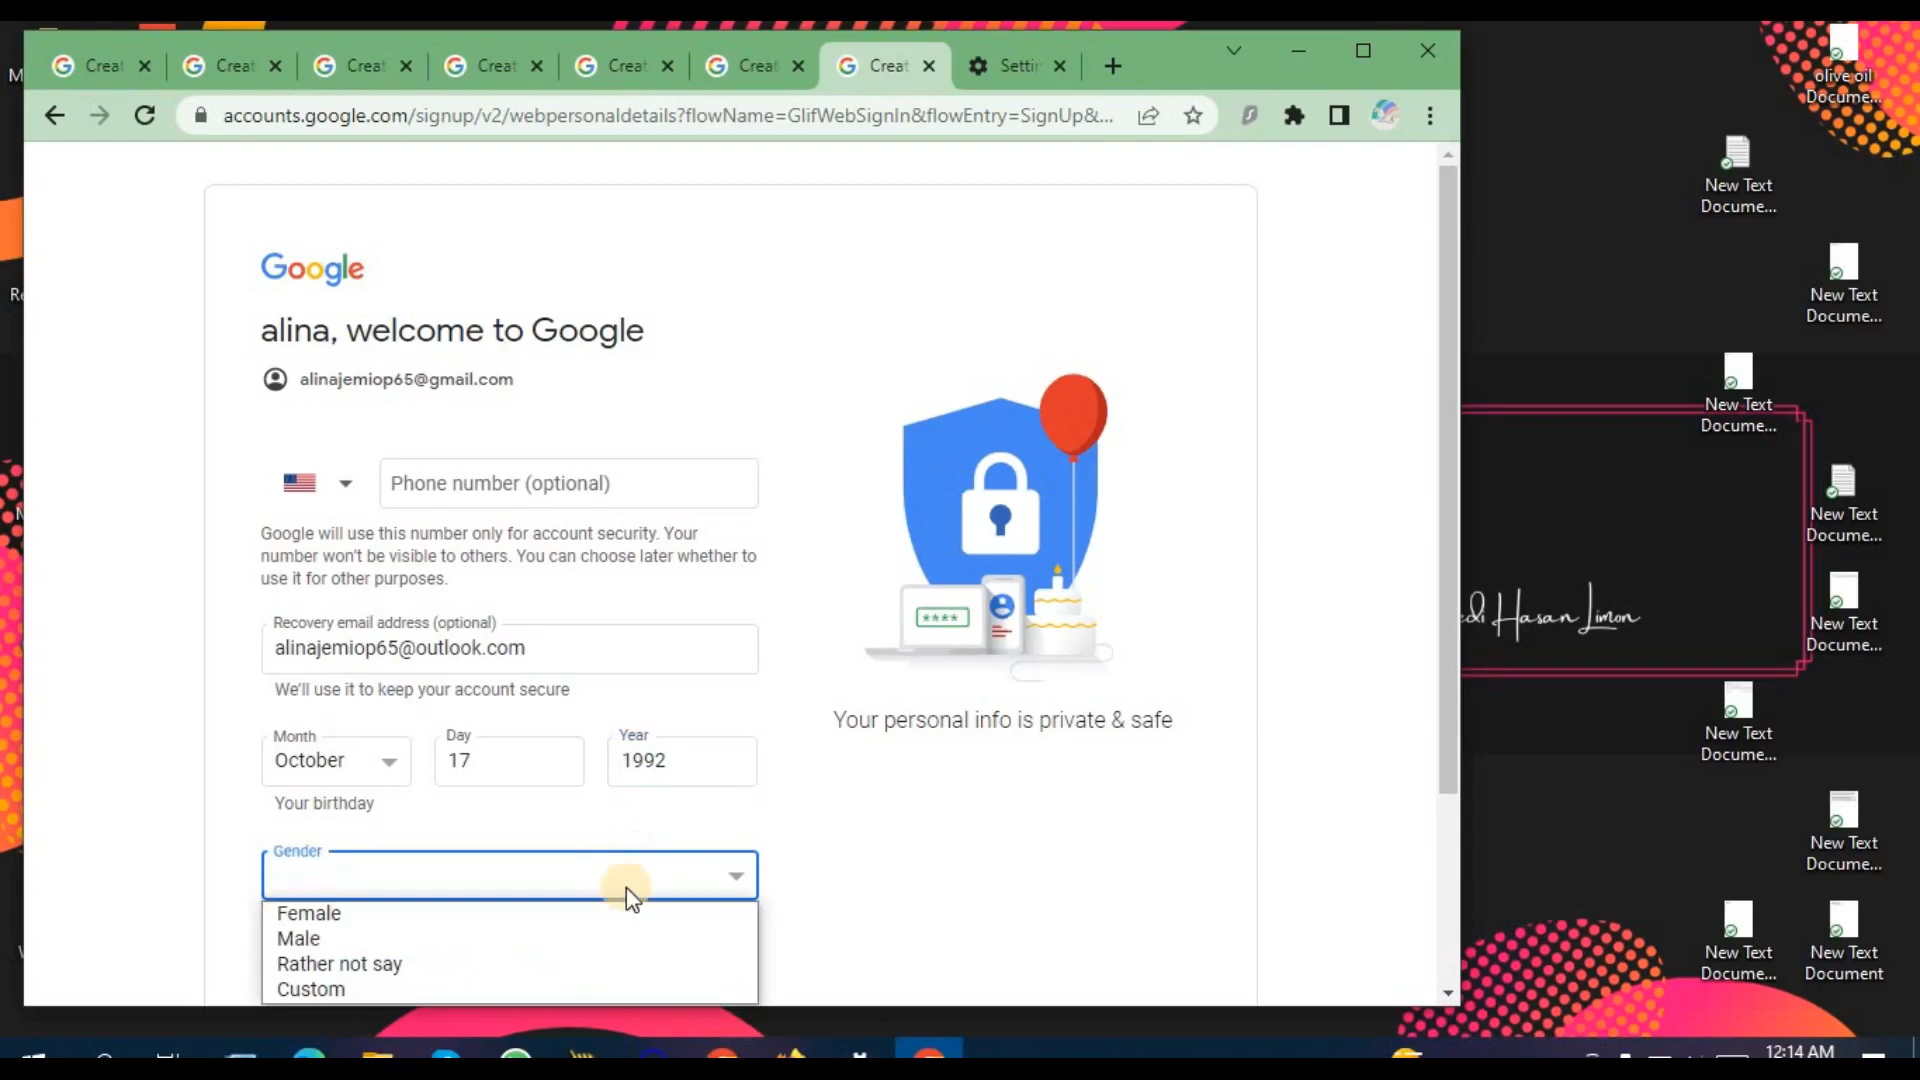 Creat
Creat
Creat
Creat
Creat
Creat
Creat
Settin
accounts.google.com/signup/v2/webpersonaldetails?flowName=GlifWebSignIn&flowEntry=SignUp&...
Google
alina, welcome to Google
alinajemiop65@gmail.com
Phone number (optional)
Google will use this number only for account security. Your
number won't be visible to others. You can choose later whether to
use it for other purposes.
Recovery email address (optional)
alinajemiop65@outlook.com
We'll use it to keep your account secure
Month
October
Day
17
Year
1992
Your birthday
Gender
Female
Male
Rather not say
Custom
****
Your personal info is private & safe
olive oil
Docume...
New Text
Docume...
New Text
Docume...
New Text
Docume...
New Text
Docume...
edi Hasan Limon
New Text
Docume...
New Text
Docume...
New Text
Docume...
New Text
Docume...
New Text
Document
12:14 AM